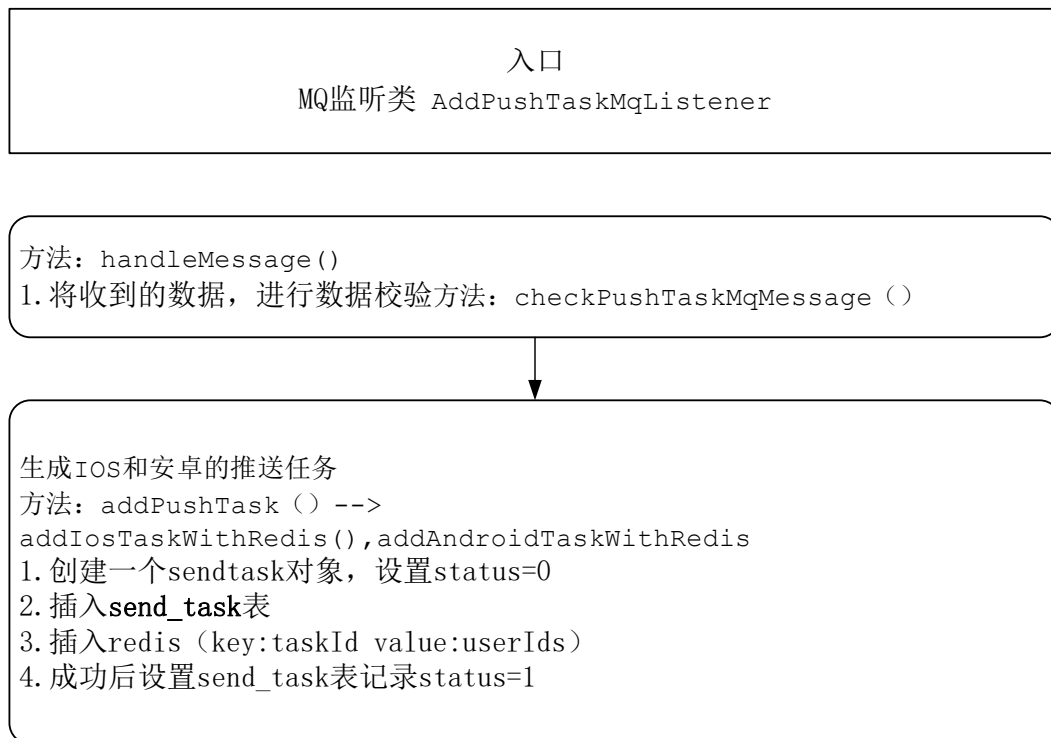 入口
MQ监听类 AddPushTaskMqListener
方法：handleMessage()
1.将收到的数据，进行数据校验方法：checkPushTaskMqMessage（）
生成IOS和安卓的推送任务
方法：addPushTask（）-->
addIosTaskWithRedis(),addAndroidTaskWithRedis
1.创建一个sendtask对象，设置status=0
2.插入send_task表
3.插入redis（key:taskId value:userIds）
4.成功后设置send_task表记录status=1